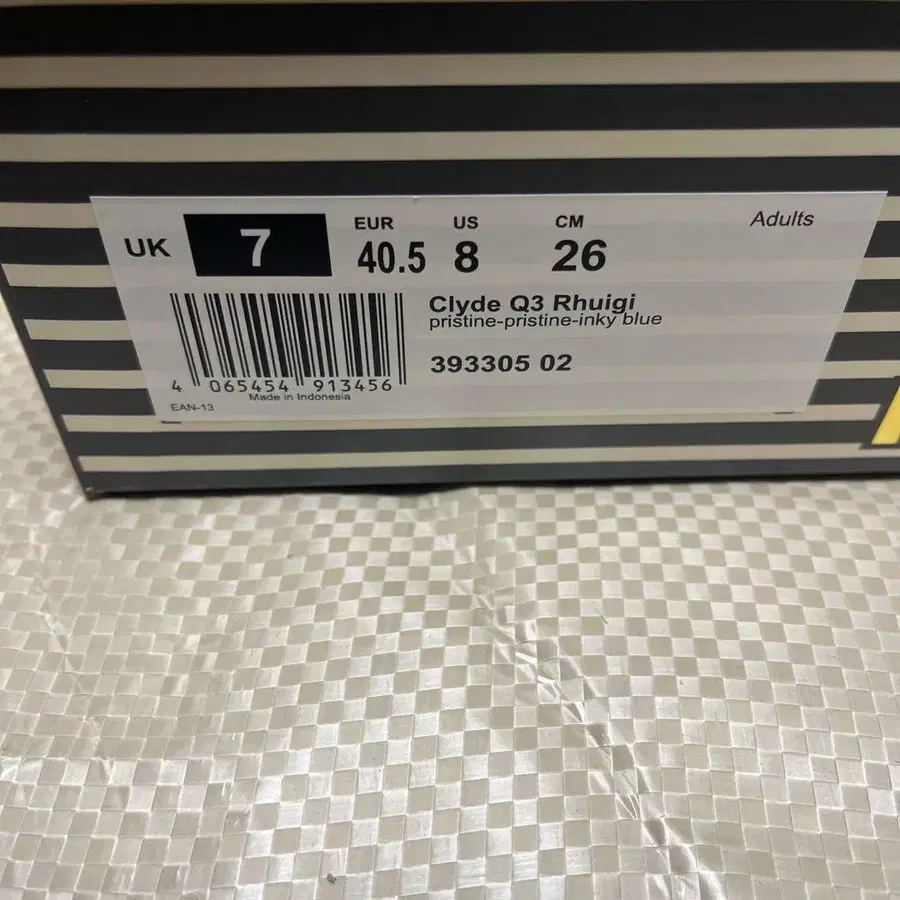 UK 7
EUR 40.5
US 8
CM 26
Adults
Clyde Q3 Rhuigi
pristine-pristine-inky blue
393305 02
4 065454 913456
Made in Indonesia
EAN-13